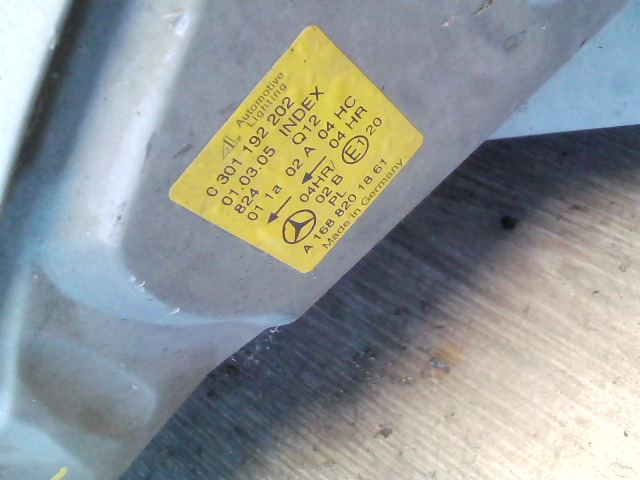 AL Automotive
Lighting
0 301 192 202
01.03.05 INDEX
824 Q12
01 1a 02 A 04 HC
04HR/ 04 HR
02 B E1 20
PL
A 168 820 18 61
Made in Germany